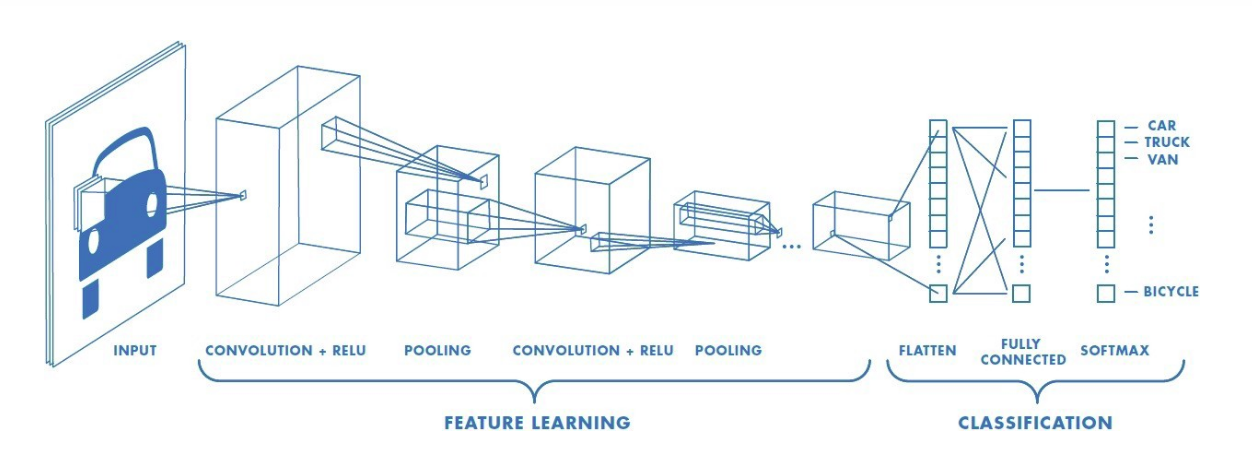 CAR
TRUCK
VAN
BICYCLE
INPUT
CONVOLUTION + RELU
POOLING
CONVOLUTION + RELU
POOLING
FLATTEN
FULLY
CONNECTED
SOFTMAX
FEATURE LEARNING
CLASSIFICATION